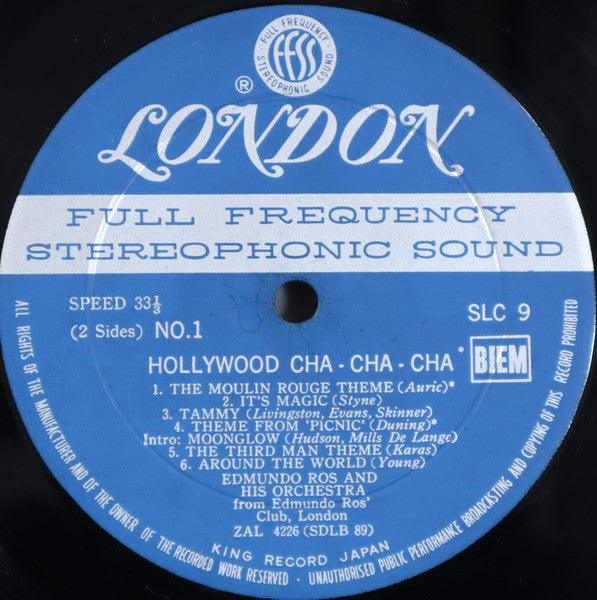 FULL FREQUENCY · STEREOPHONIC SOUND ·
FFSS
®
LONDON
FULL FREQUENCY
STEREOPHONIC SOUND
SPEED 33⅓
(2 Sides) NO.1
SLC 9
HOLLYWOOD CHA - CHA - CHA *
BIEM
1. THE MOULIN ROUGE THEME (Auric)*
2. IT'S MAGIC (Styne)
3. TAMMY (Livingston, Evans, Skinner)
4. THEME FROM 'PICNIC' (Duning)*
Intro: MOONGLOW (Hudson, Mills De Lange)
5. THE THIRD MAN THEME (Karas)
6. AROUND THE WORLD (Young)
EDMUNDO ROS AND
HIS ORCHESTRA
from Edmundo Ros'
Club, London
ZAL 4226 (SDLB 89)
KING RECORD JAPAN
ALL RIGHTS OF THE MANUFACTURER AND OF THE OWNER OF THE RECORDED WORK RESERVED · UNAUTHORISED PUBLIC PERFORMANCE BROADCASTING AND COPYING OF THIS RECORD PROHIBITED